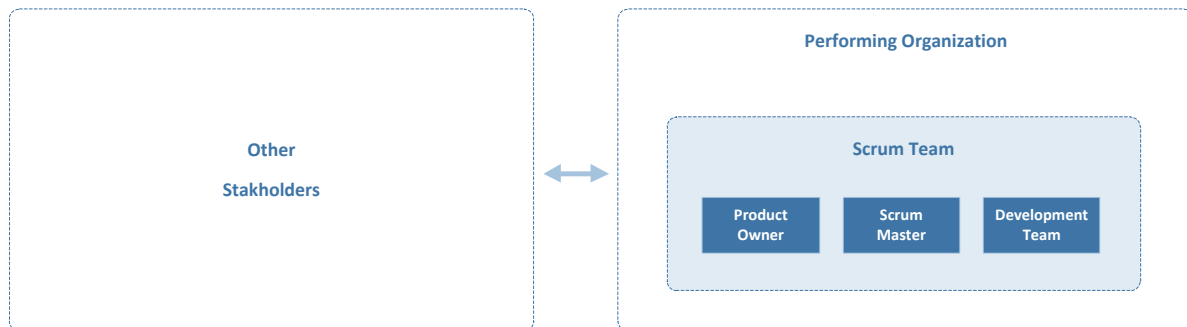 Other
Stakholders
Performing Organization
Scrum Team
Product
Owner
Scrum
Master
Development
Team